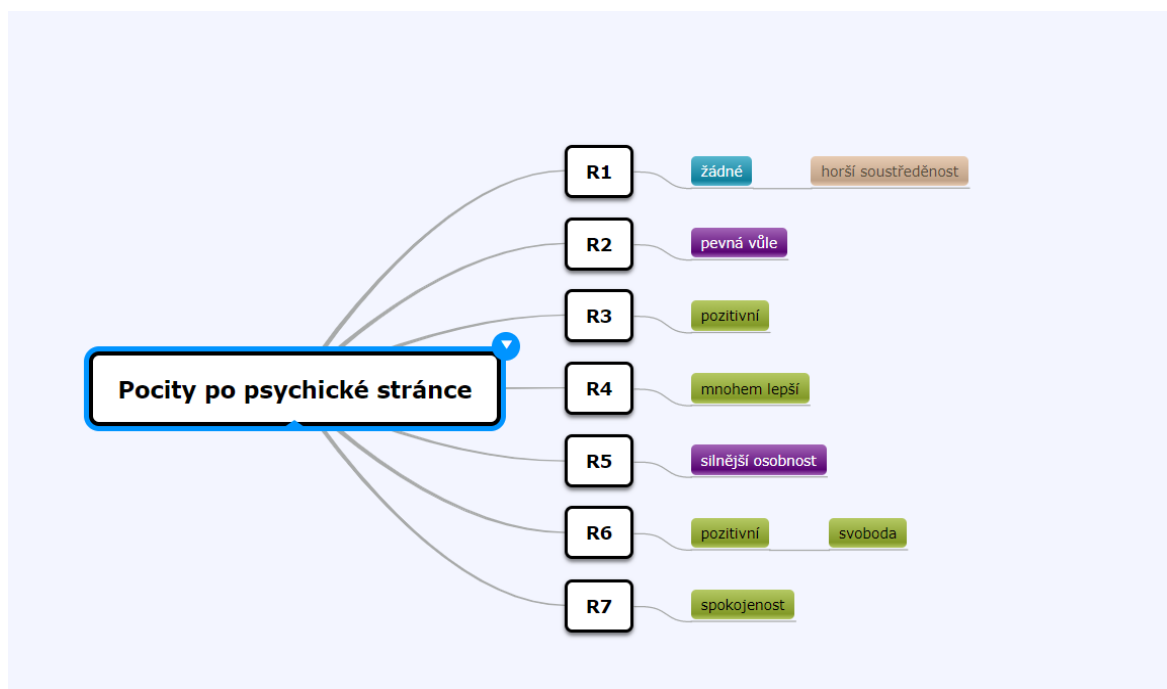 R1 žádné horší soustředěnost
R2 pevná vůle
R3 pozitivní
Pocity po psychické stránce
R4 mnohem lepší
R5 silnější osobnost
R6 pozitivní svoboda
R7 spokojenost